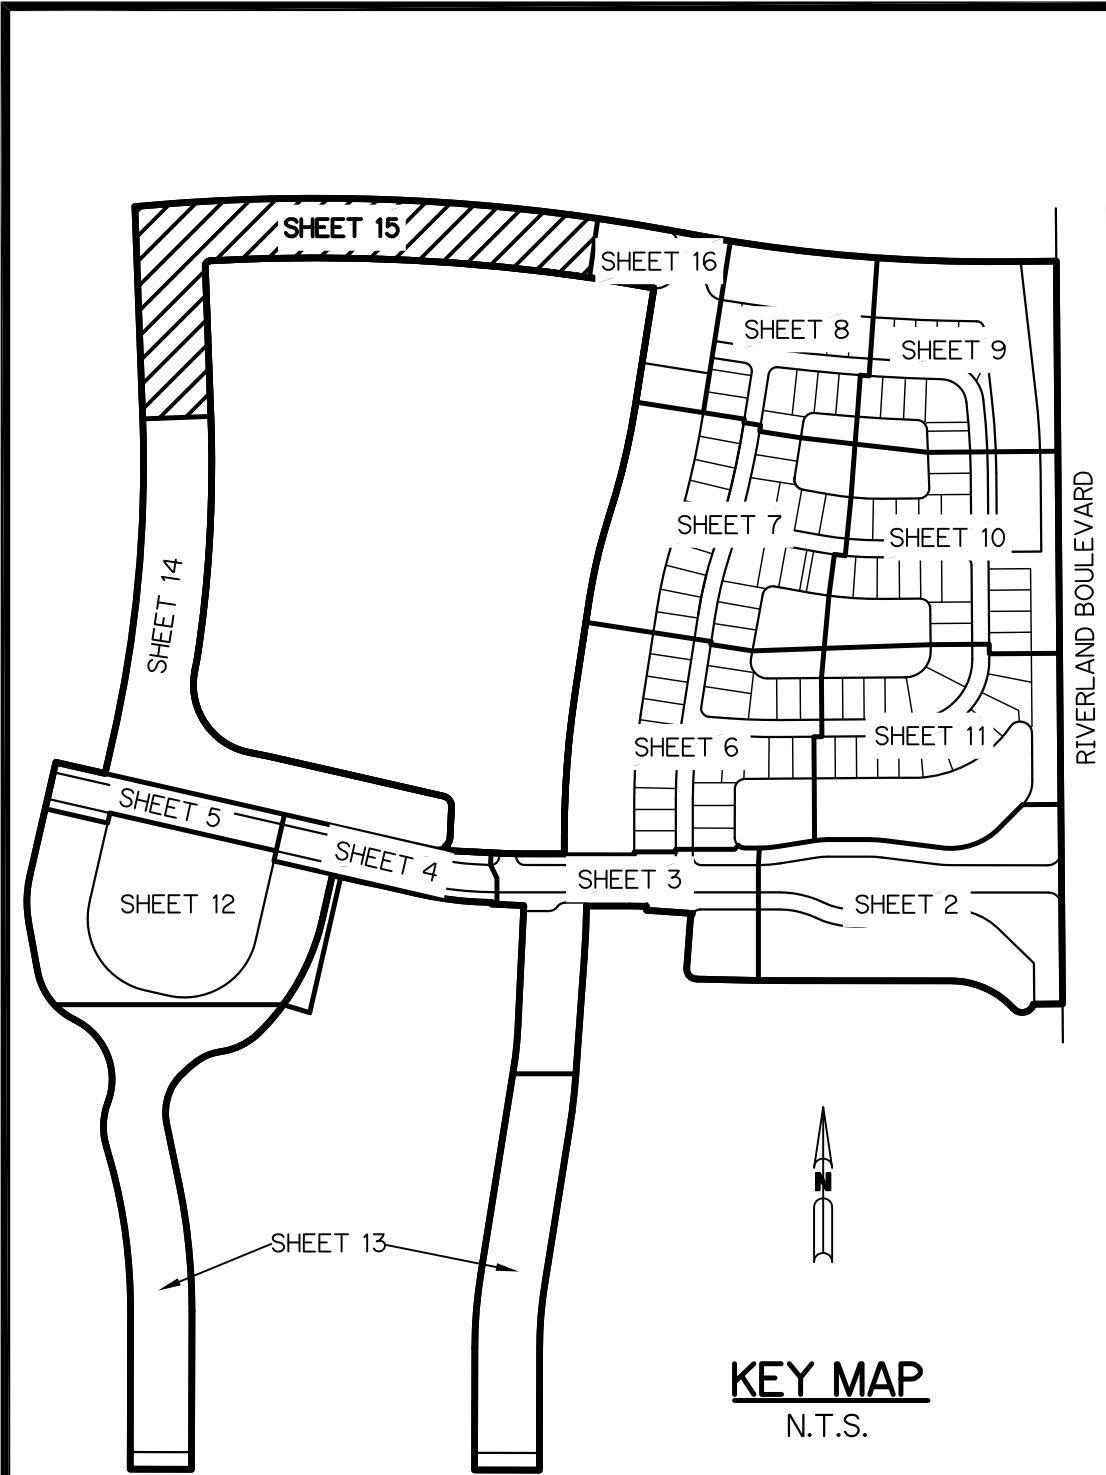 SHEET 15
SHEET 16
SHEET 8
SHEET 9
SHEET 7
SHEET 10
SHEET 14
RIVERLAND BOULEVARD
SHEET 6
SHEET 11
SHEET 5
SHEET 4
SHEET 3
SHEET 12
SHEET 2
N
SHEET 13
KEY MAP
N.T.S.